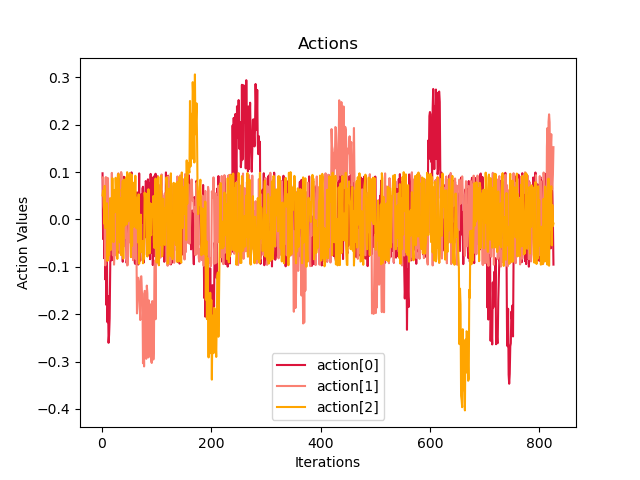 Actions
0.3
0.2
0.1
0.0
−0.1
−0.2
−0.3
−0.4
Action Values
action[0]
action[1]
action[2]
0 200 400 600 800
Iterations